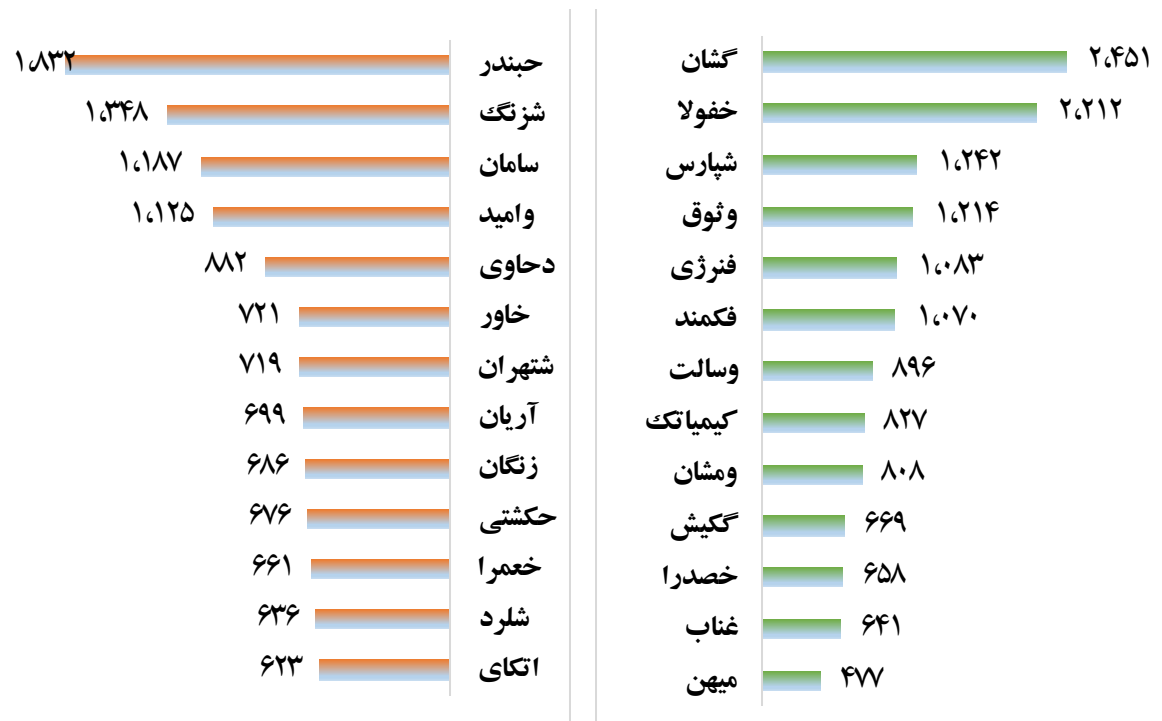 گشان ۲،۴۵۱
خفولا ۲،۲۱۲
شپارس ۱،۲۴۲
وثوق ۱،۲۱۴
فنرژی ۱،۰۸۳
فکمند ۱،۰۷۰
وسالت ۸۹۶
کیمیاتک ۸۲۷
ومشان ۸۰۸
گکیش ۶۶۹
خصدرا ۶۵۸
غناب ۶۴۱
میهن ۴۷۷
حبندر ۱،۸۳۲
شزنگ ۱،۳۴۸
سامان ۱،۱۸۷
وامید ۱،۱۲۵
دحاوی ۸۸۲
خاور ۷۲۱
شتهران ۷۱۹
آریان ۶۹۹
زنگان ۶۸۶
حکشتی ۶۷۶
خعمرا ۶۶۱
شلرد ۶۳۶
اتکای ۶۲۳